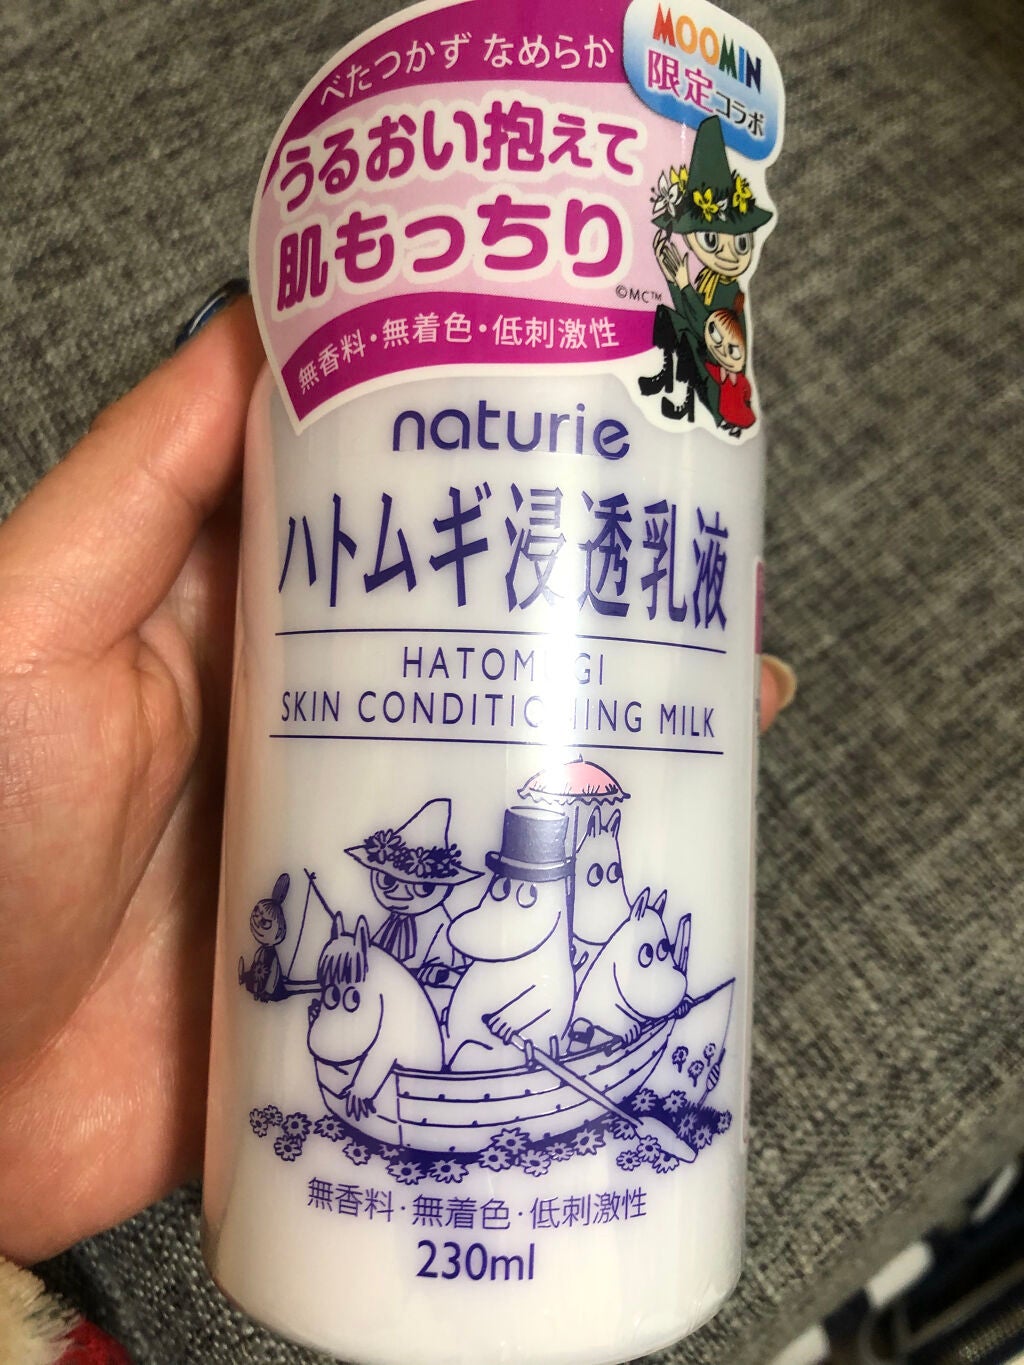 MOOMIN
限定コラボ
べたつかず なめらか
うるおい抱えて
肌もっちり
©MC™
無香料・無着色・低刺激性
naturie
ハトムギ浸透乳液
HATOMUGI
SKIN CONDITIONING MILK
無香料・無着色・低刺激性
230ml